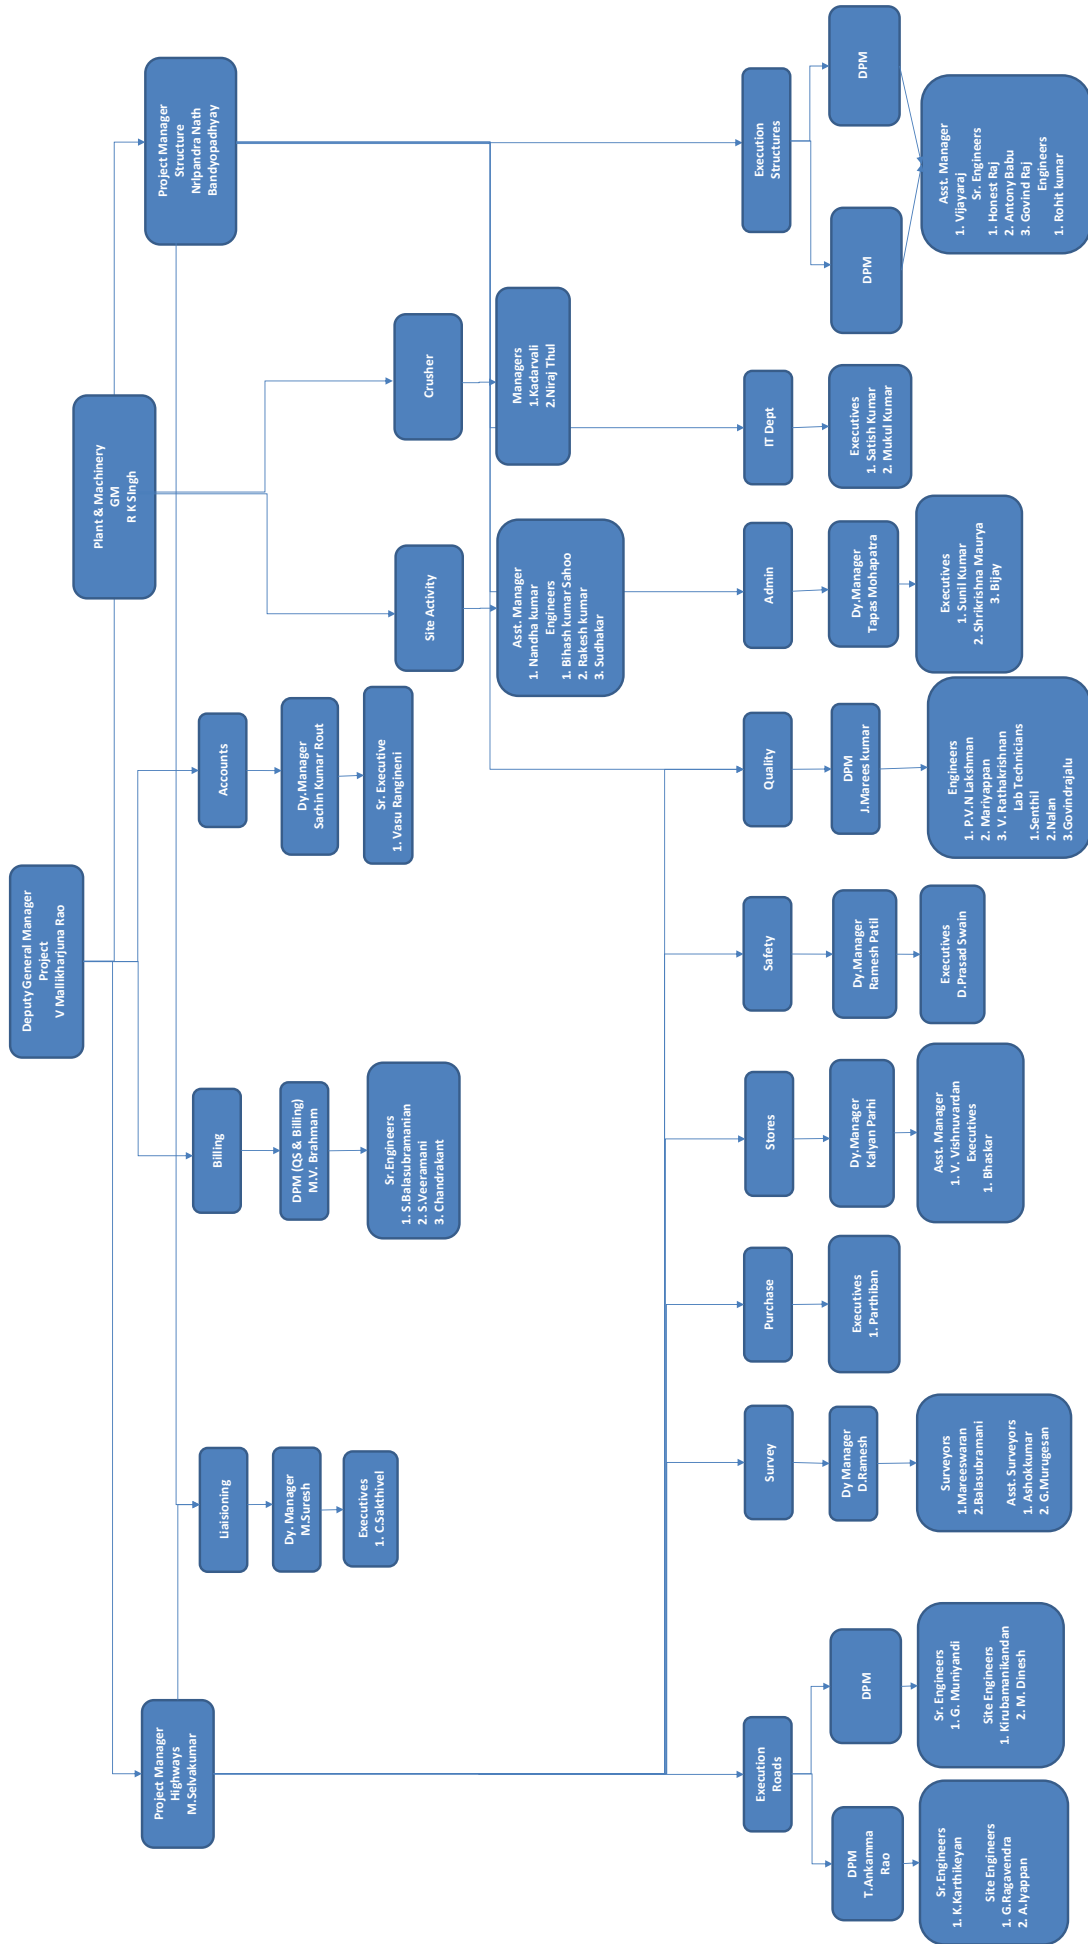 Deputy General Manager
Project
V Mallikharjuna Rao
Plant & Machinery
GM
R K SIngh
Project Manager
Highways
M.Selvakumar
Project Manager
Structure
NrIpandra Nath
Bandyopadhyay
Liaisioning
Dy. Manager
M.Suresh
Executives
1. C.Sakthivel
Billing
DPM (QS & Billing)
M.V. Brahmam
Sr.Engineers
1. S.Balasubramanian
2. S.Veeramani
3. Chandrakant
Accounts
Dy.Manager
Sachin Kumar Rout
Sr. Executive
1. Vasu Rangineni
Site Activity
Asst. Manager
1. Nandha kumar
Engineers
1. Bihash kumar Sahoo
2. Rakesh kumar
3. Sudhakar
Crusher
Managers
1.Kadarvali
2.Niraj Thul
Execution
Roads
DPM
T.Ankamma
Rao
Sr.Engineers
1. K.Karthikeyan
Site Engineers
1. G.Ragavendra
2. A.Iyappan
DPM
Sr. Engineers
1. G. Muniyandi
Site Engineers
1. Kirubamanikandan
2. M. Dinesh
Survey
Dy Manager
D.Ramesh
Surveyors
1.Mareeswaran
2.Balasubramani
Asst. Surveyors
1. Ashokkumar
2. G.Murugesan
Purchase
Executives
1. Parthiban
Stores
Dy.Manager
Kalyan Parhi
Asst. Manager
1. V. Vishnuvardan
Executives
1. Bhaskar
Safety
Dy.Manager
Ramesh Patil
Executives
D.Prasad Swain
Quality
DPM
J.Marees kumar
Engineers
1. P.V.N Lakshman
2. Mariyappan
3. V. Rathakrishnan
Lab Technicians
1.Senthil
2.Nalan
3.Govindrajalu
Admin
Dy.Manager
Tapas Mohapatra
Executives
1. Sunil Kumar
2. Shrikrishna Maurya
3. Bijay
IT Dept
Executives
1. Satish Kumar
2. Mukul Kumar
Execution
Structures
DPM
DPM
Asst. Manager
1. Vijayaraj
Sr. Engineers
1. Honest Raj
2. Antony Babu
3. Govind Raj
Engineers
1. Rohit kumar